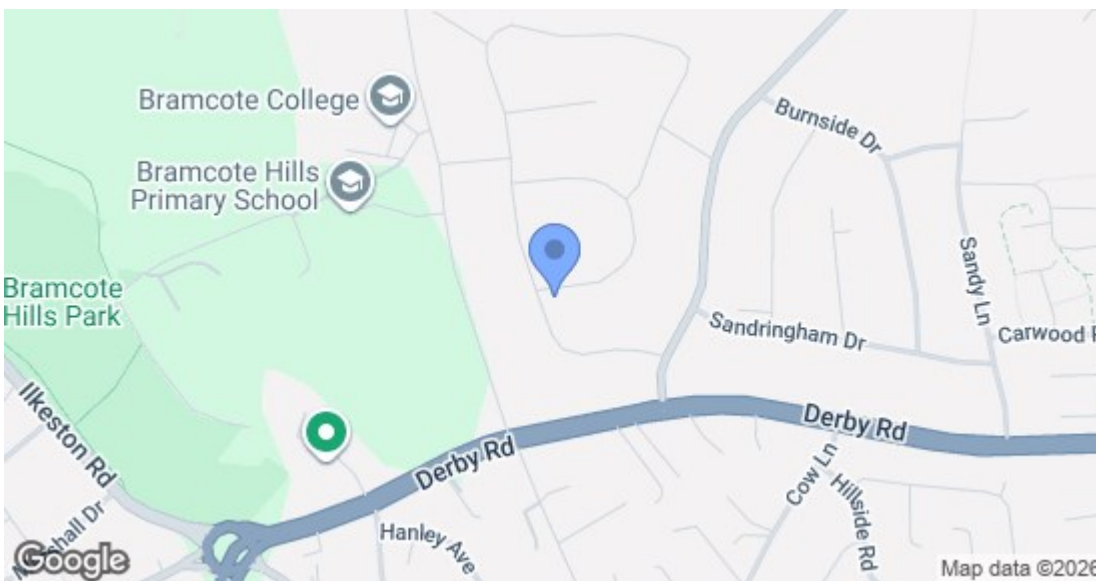 Bramcote College
Bramcote Hills
Primary School
Burnside Dr
Bramcote
Hills Park
Sandy Ln
Sandringham Dr
Carwood
Ilkeston Rd
Derby Rd
Derby Rd
Cow Ln
Hillside Rd
Hanley Ave
Dr
Google
Map data ©2026